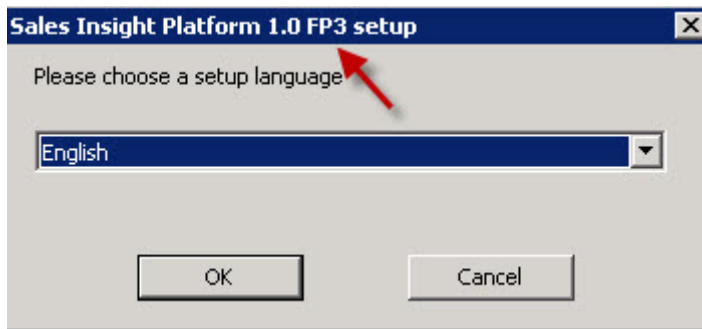 Sales Insight Platform 1.0 FP3 setup
Please choose a setup language
English
OK
Cancel